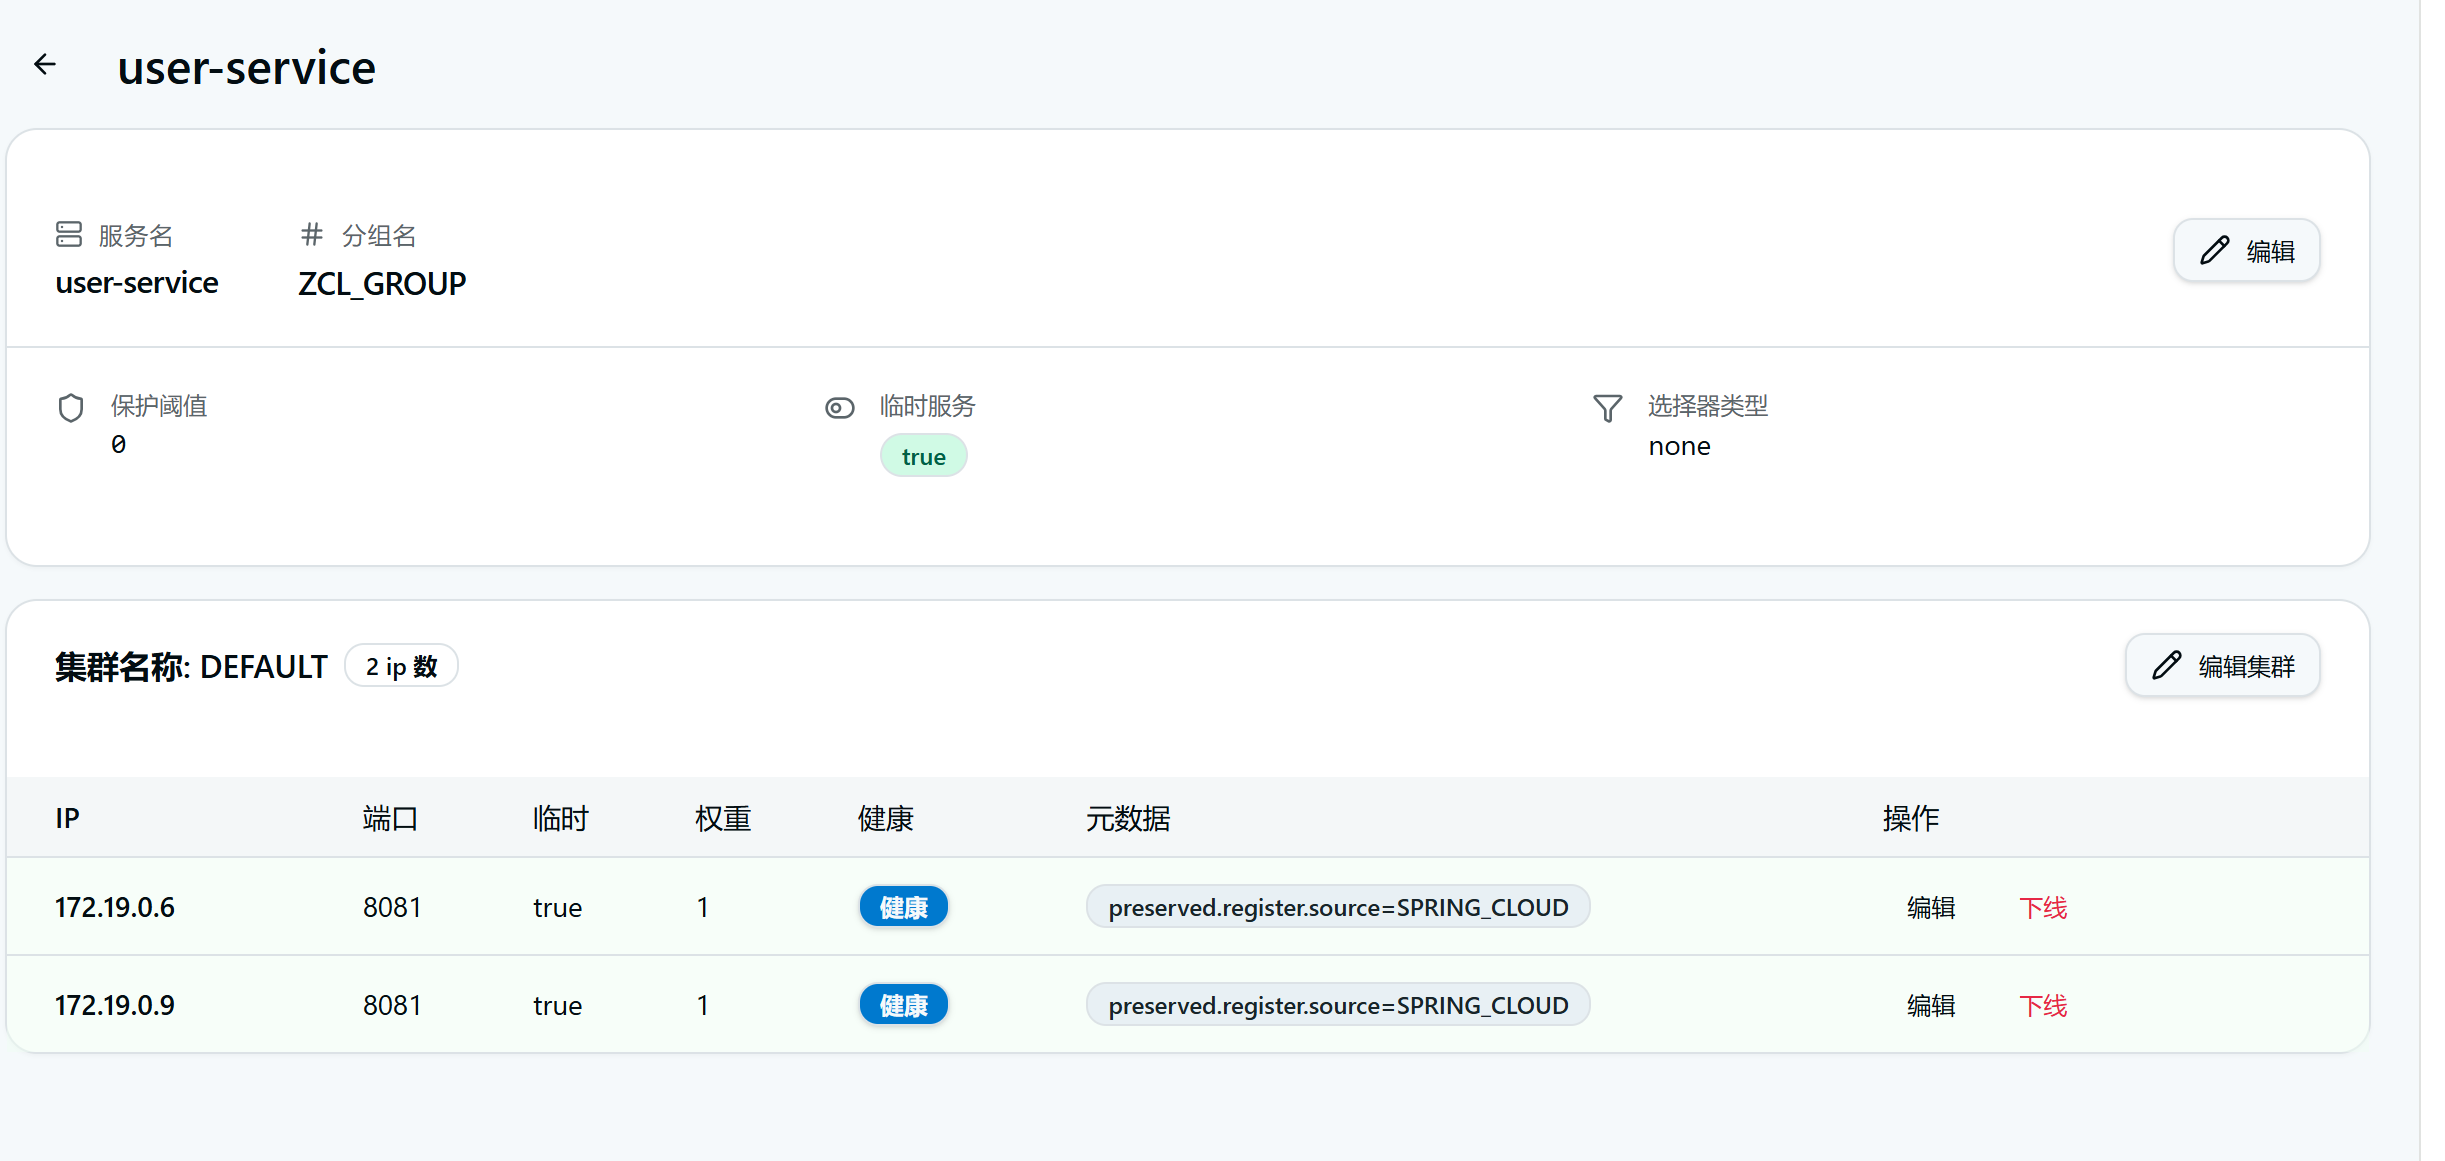 user-service
服务名 分组名
user-service ZCL_GROUP
编辑
保护阈值 临时服务 选择器类型
0 true none
集群名称: DEFAULT 2 ip 数 编辑集群
IP 端口 临时 权重 健康 元数据 操作
172.19.0.6 8081 true 1 健康 preserved.register.source=SPRING_CLOUD 编辑 下线
172.19.0.9 8081 true 1 健康 preserved.register.source=SPRING_CLOUD 编辑 下线